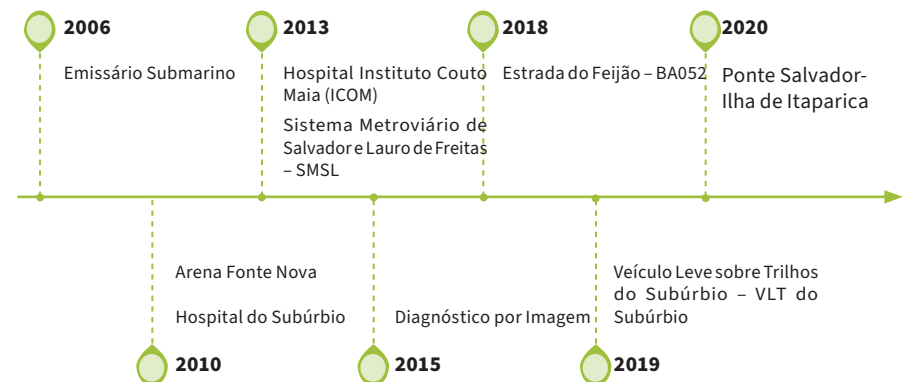 2006
Emissário Submarino
2013
Hospital Instituto Couto
Maia (ICOM)
Sistema Metroviário de
Salvador e Lauro de Freitas
– SMSL
2018
Estrada do Feijão – BA052
2020
Ponte Salvador-
Ilha de Itaparica
Arena Fonte Nova
Hospital do Subúrbio
2010
Diagnóstico por Imagem
2015
Veículo Leve sobre Trilhos
do Subúrbio – VLT do
Subúrbio
2019